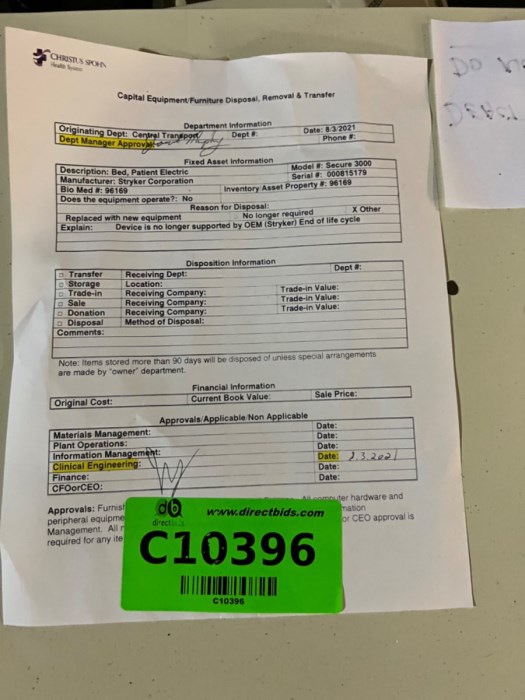 CHRISTUS SPOHN
Health System
DO
Capital Equipment/Furniture Disposal, Removal & Transfer
Department Information
Originating Dept: Central Transport Dept #: Date: 8/3/2021
Dept Manager Approval: Phone #:
Fixed Asset Information
Description: Bed, Patient Electric Model #: Secure 3000
Manufacturer: Stryker Corporation Serial #: 000815179
Bio Med #: 96169 Inventory/Asset Property #: 96169
Does the equipment operate?: No
Reason for Disposal:
Replaced with new equipment No longer required X Other
Explain: Device is no longer supported by OEM (Stryker) End of life cycle
Disposition Information
Transfer Receiving Dept: Dept #:
Storage Location:
Trade-in Receiving Company: Trade-in Value:
Sale Receiving Company: Trade-in Value:
Donation Receiving Company: Trade-in Value:
Disposal Method of Disposal:
Comments:
Note: Items stored more than 90 days will be disposed of unless special arrangements
are made by "owner" department.
Financial Information
Original Cost: Current Book Value: Sale Price:
Approvals/Applicable/Non Applicable
Materials Management: Date:
Plant Operations: Date:
Information Management: Date:
Clinical Engineering: Date: 8.3.2021
Finance: Date:
CFOorCEO: Date:
Approvals: Furnis hardware and
peripheral equipme
Management. All or CEO approval is
required for any ite
db
www.directbids.com
C10396
C10396